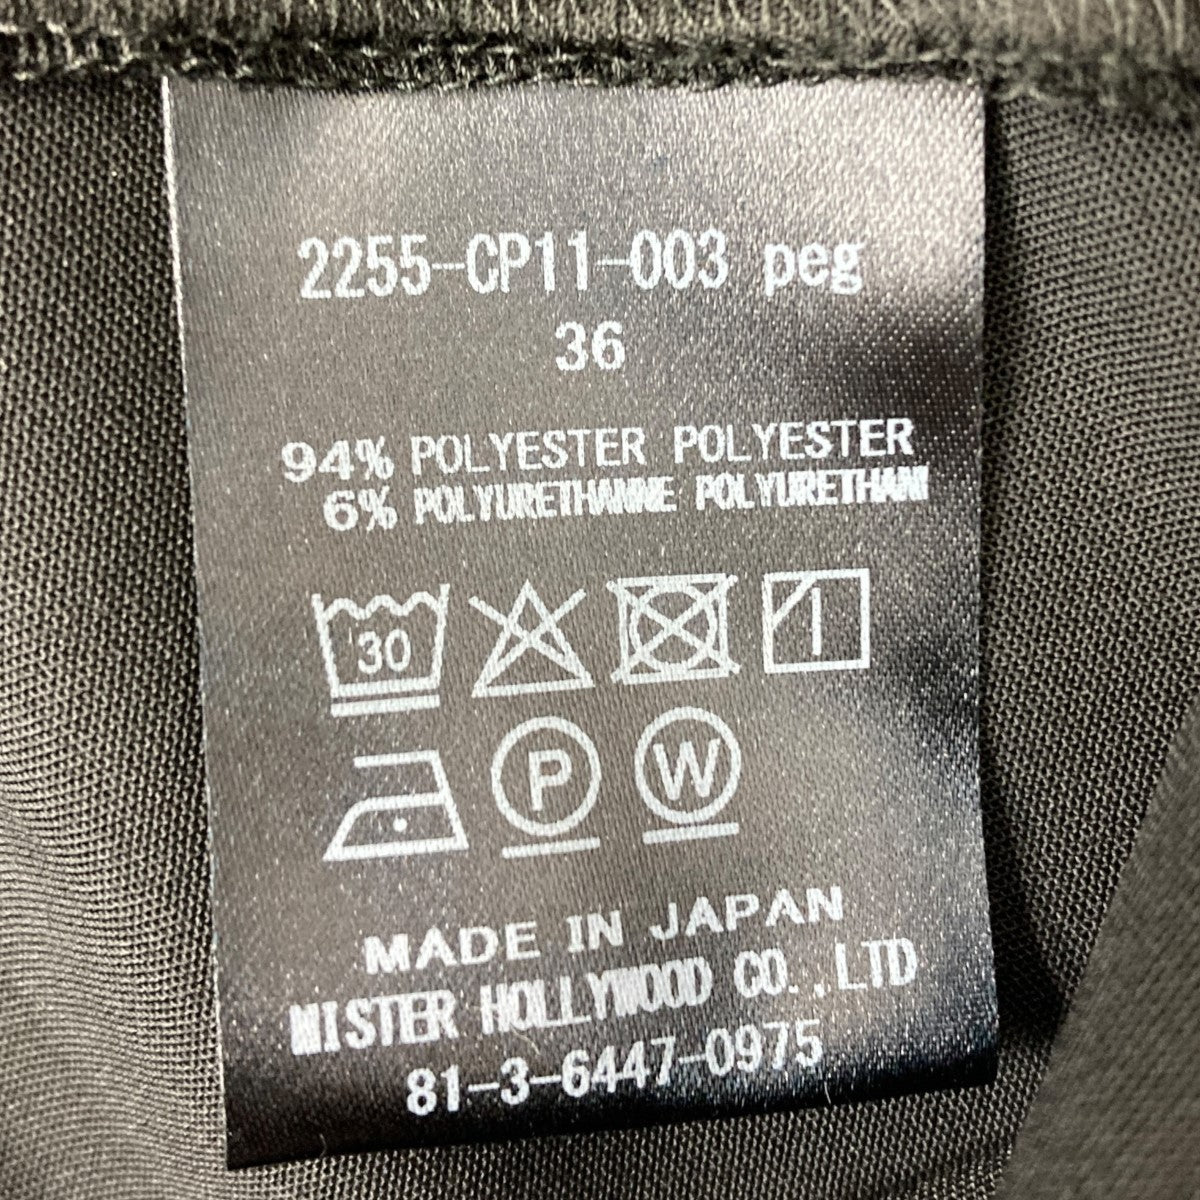 2255-CP11-003 peg
36
94% POLYESTER POLYESTER
6% POLYURETHANNE POLYURETHANI
30
P W
MADE IN JAPAN
MISTER HOLLYWOOD CO.,LTD
81-3-6447-0975